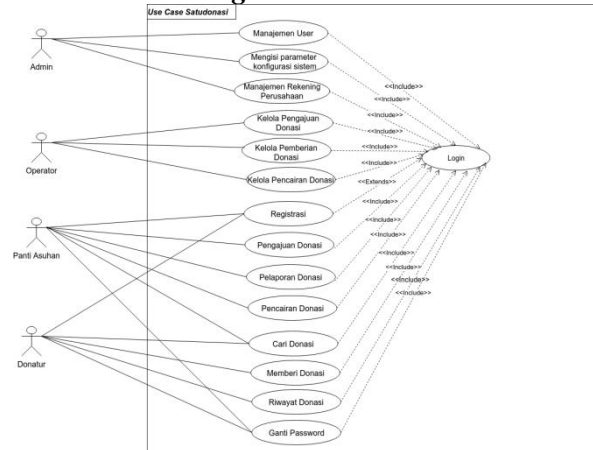 Use Case Satudonasi
Admin
Operator
Panti Asuhan
Donatur
Manajemen User
Mengisi parameter
konfigurasi sistem
Manajemen Rekening
Perusahaan
Kelola Pengajuan
Donasi
Kelola Pemberian
Donasi
Kelola Pencairan Donasi
Registrasi
Pengajuan Donasi
Pelaporan Donasi
Pencairan Donasi
Cari Donasi
Memberi Donasi
Riwayat Donasi
Ganti Password
<<Include>>
<<Include>>
<<Include>>
<<Include>>
<<Include>>
<<Include>>
<<Extends>>
<<Include>>
<<Include>>
<<Include>>
<<Include>>
<<Include>>
<<Include>>
<<Include>>
Login